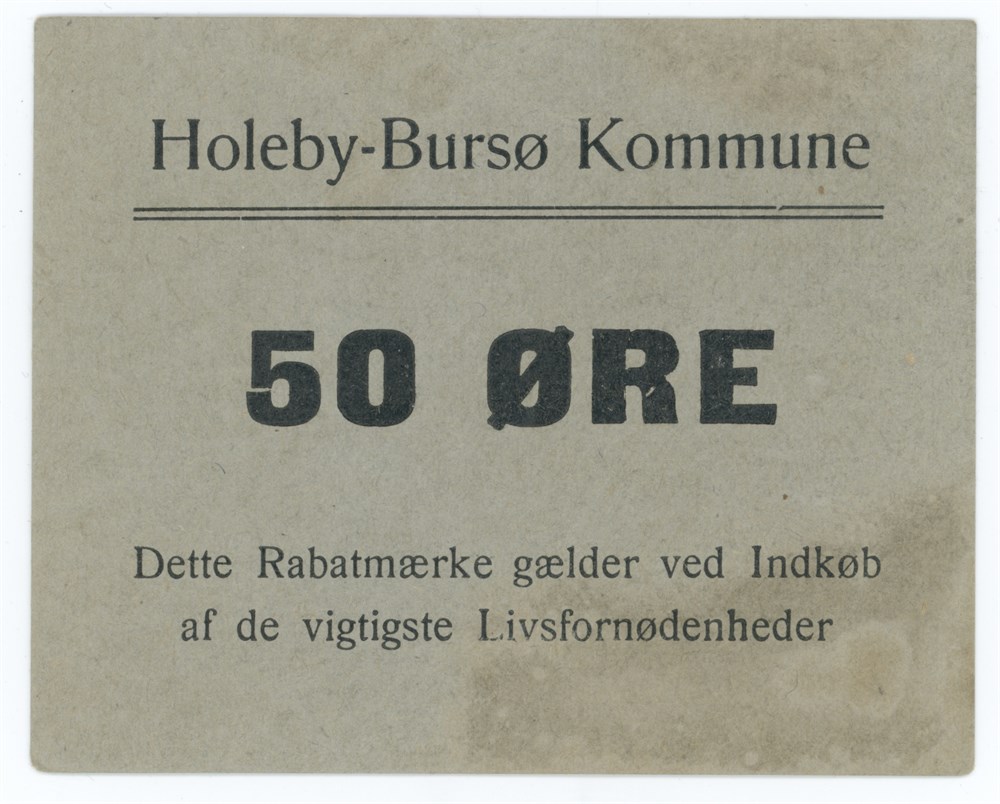 Holeby-Bursø Kommune
50 ØRE
Dette Rabatmærke gælder ved Indkøb
af de vigtigste Livsfornødenheder